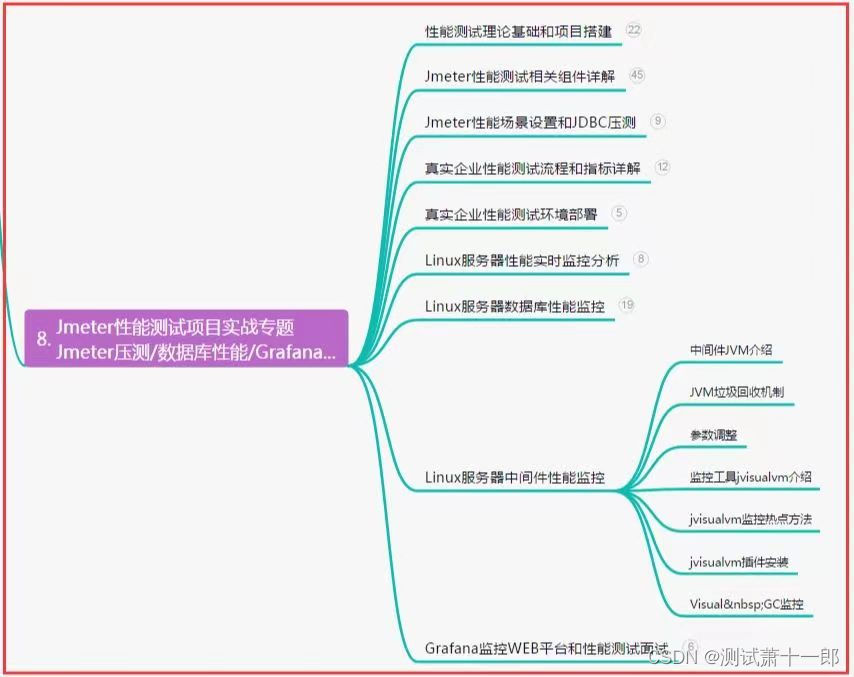 性能测试理论基础和项目搭建 22
Jmeter性能测试相关组件详解 45
Jmeter性能场景设置和JDBC压测 9
真实企业性能测试流程和指标详解 12
真实企业性能测试环境部署 5
Linux服务器性能实时监控分析 8
Linux服务器数据库性能监控 19
8. Jmeter性能测试项目实战专题
Jmeter压测/数据库性能/Grafana...
Linux服务器中间件性能监控
中间件JVM介绍
JVM垃圾回收机制
参数调整
监控工具jvisualvm介绍
jvisualvm监控热点方法
jvisualvm插件安装
Visual&nbsp;GC监控
Grafana监控WEB平台和性能测试面试 6
CSDN @测试萧十一郎